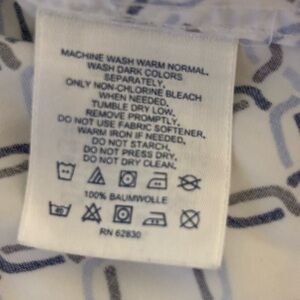 MACHINE WASH WARM NORMAL.
WASH DARK COLORS
SEPARATELY.
ONLY NON-CHLORINE BLEACH
WHEN NEEDED.
TUMBLE DRY LOW.
REMOVE PROMPTLY.
DO NOT USE FABRIC SOFTENER.
WARM IRON IF NEEDED.
DO NOT STARCH.
DO NOT PRESS DRY.
DO NOT DRY CLEAN.
100% BAUMWOLLE
RN 62830